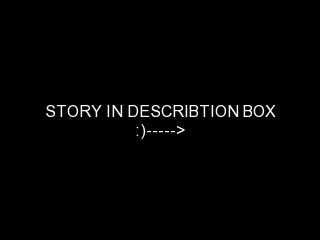 STORY IN DESCRIBTION BOX
:)----->